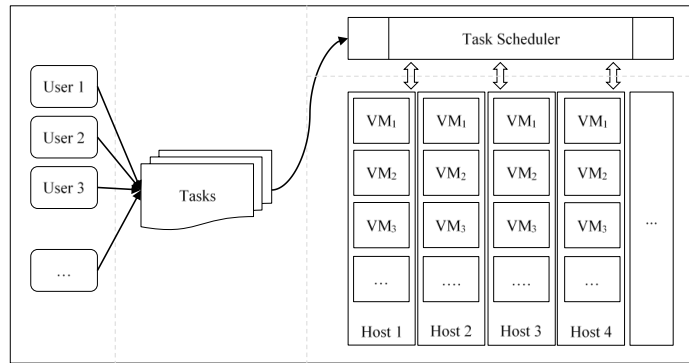 Task Scheduler
User 1
User 2
User 3
…
Tasks
VM1 VM1 VM1 VM1
VM2 VM2 VM2 VM2
VM3 VM3 VM3 VM3
… …. …. …
...
Host 1 Host 2 Host 3 Host 4